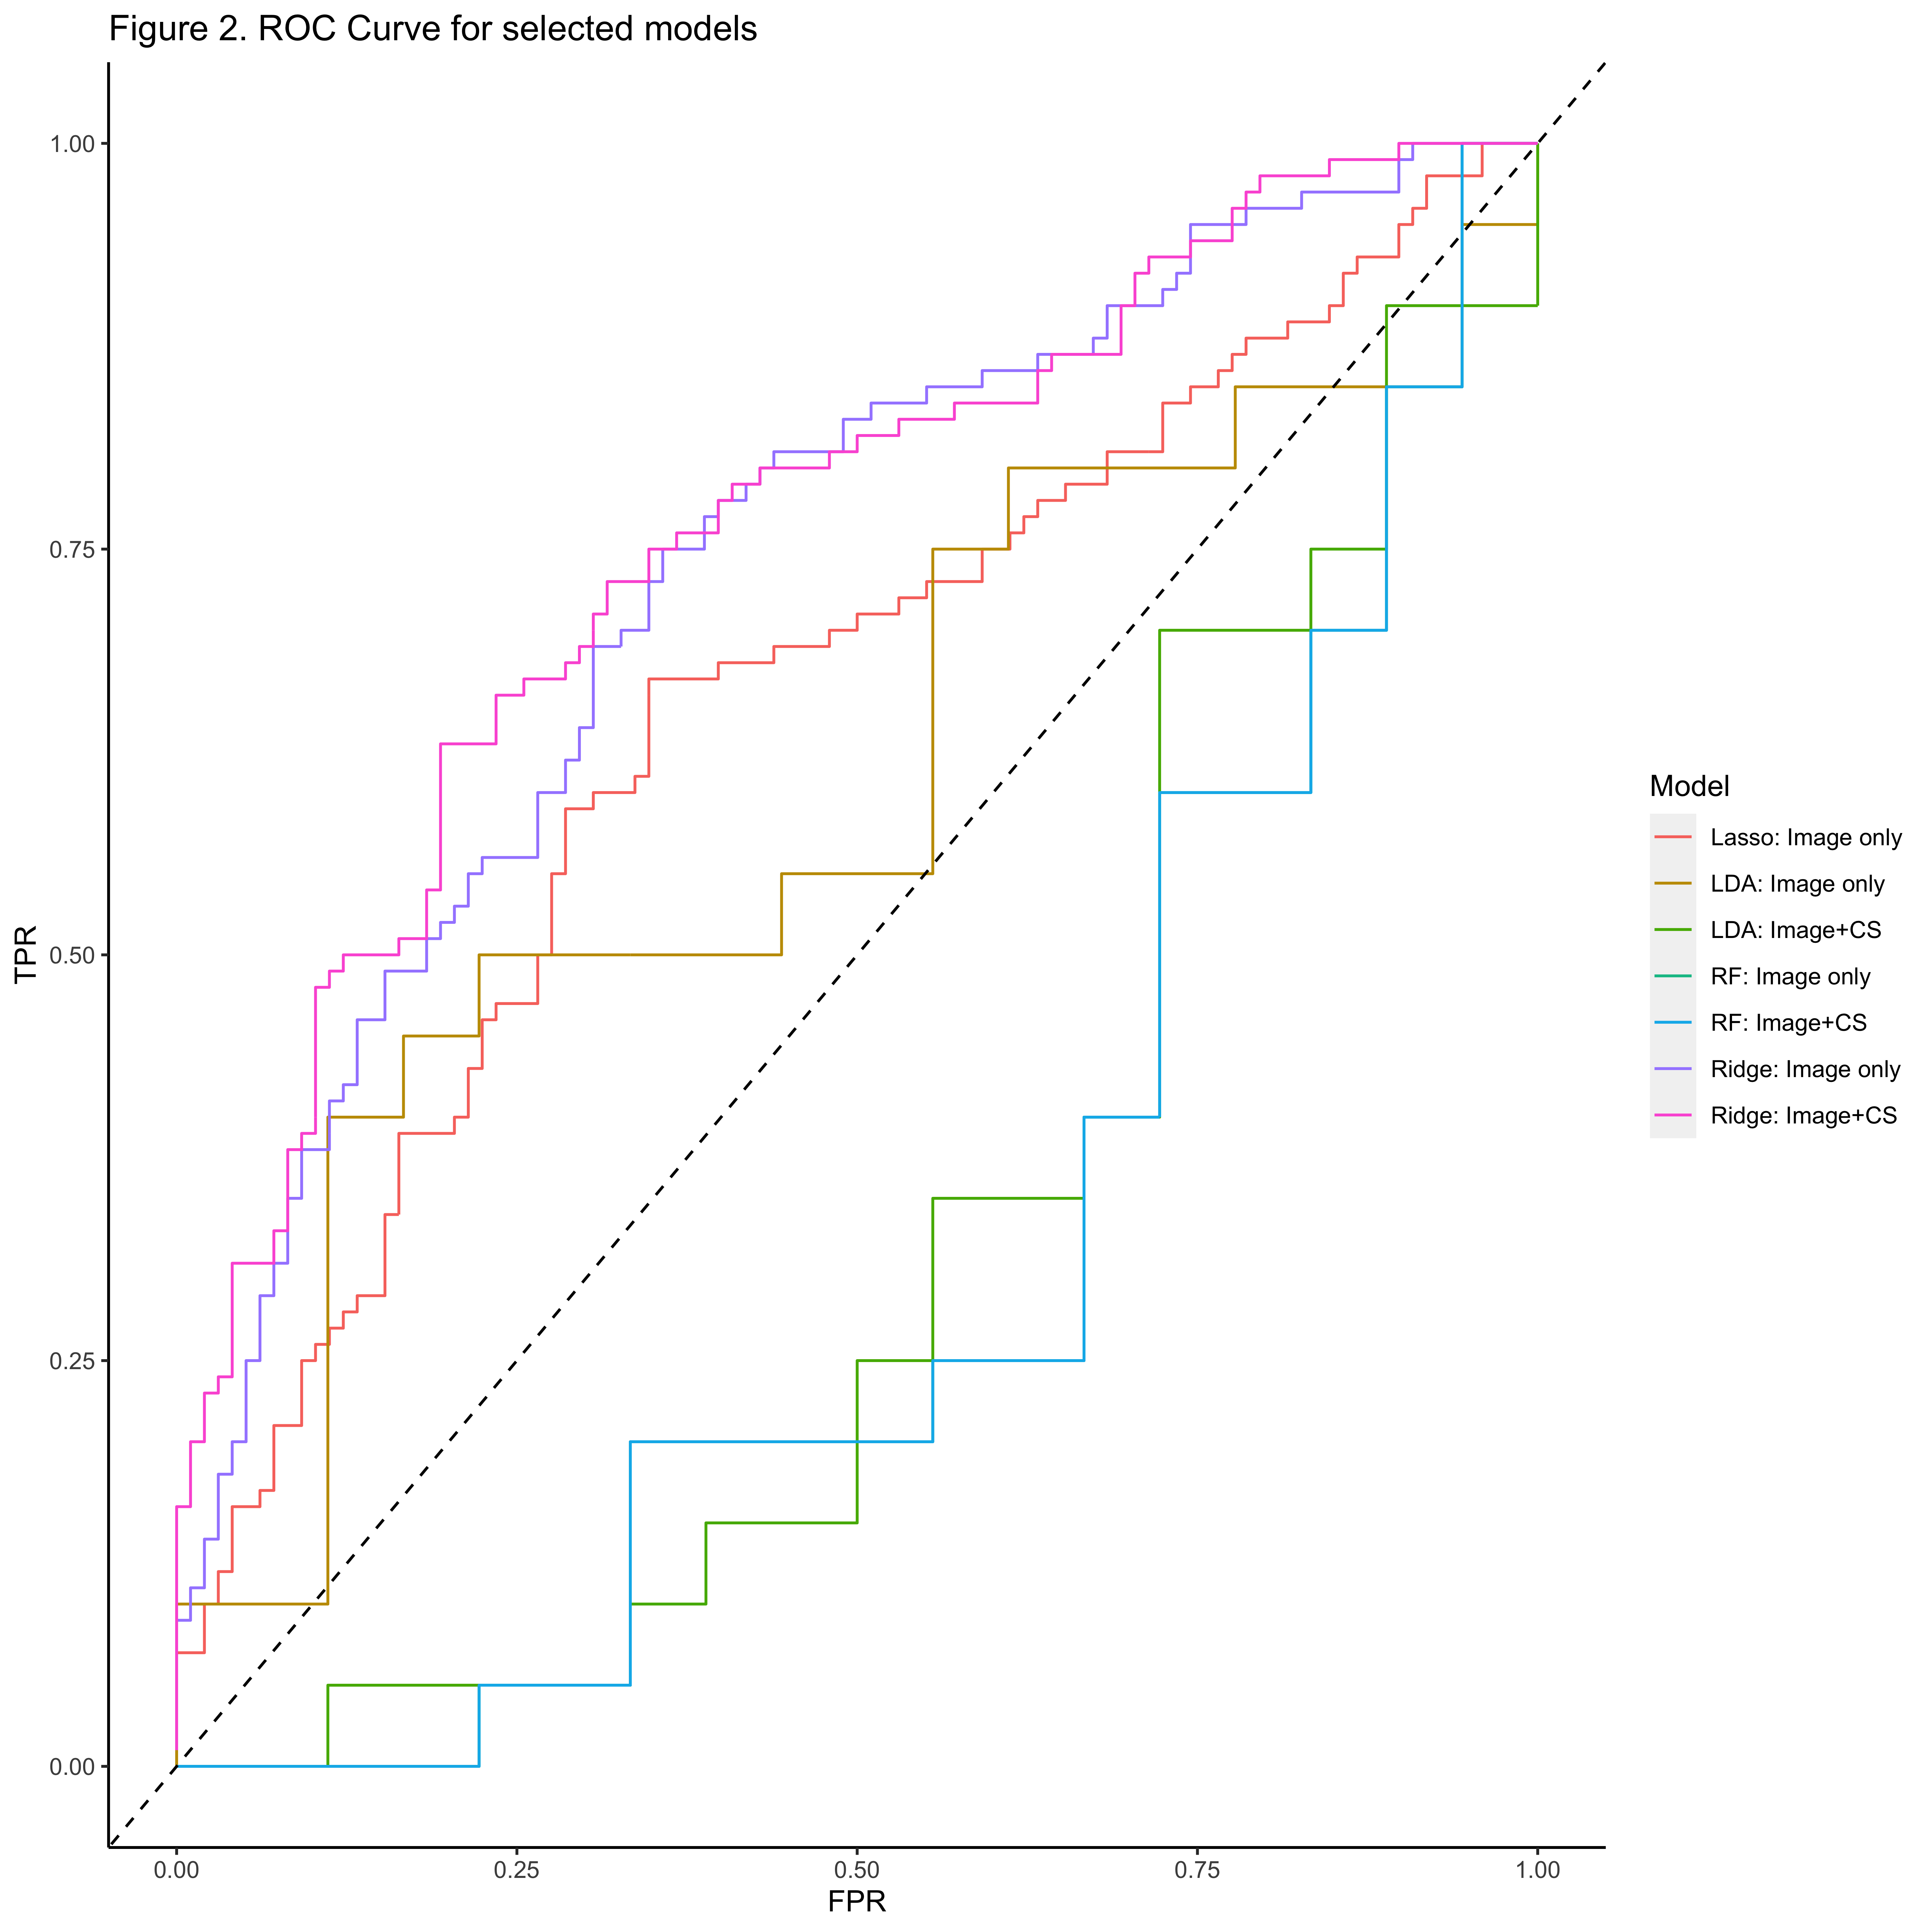 Figure 2. ROC Curve for selected models
1.00
0.75
0.50
0.25
0.00
TPR
0.00 0.25 0.50 0.75 1.00
FPR
Model
Lasso: Image only
LDA: Image only
LDA: Image+CS
RF: Image only
RF: Image+CS
Ridge: Image only
Ridge: Image+CS